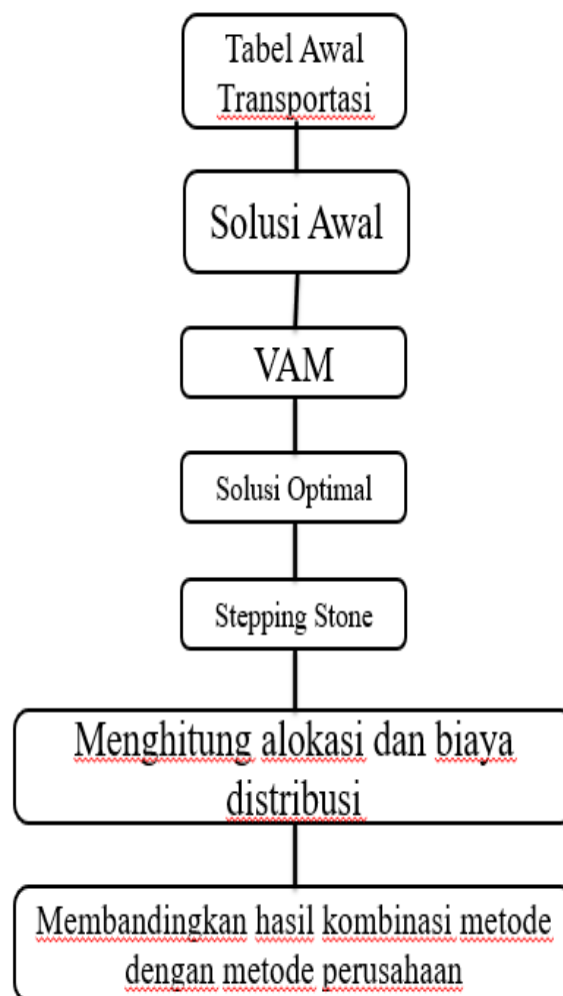 Tabel Awal
Transportasi
Solusi Awal
VAM
Solusi Optimal
Stepping Stone
Menghitung alokasi dan biaya
distribusi
Membandingkan hasil kombinasi metode
dengan metode perusahaan